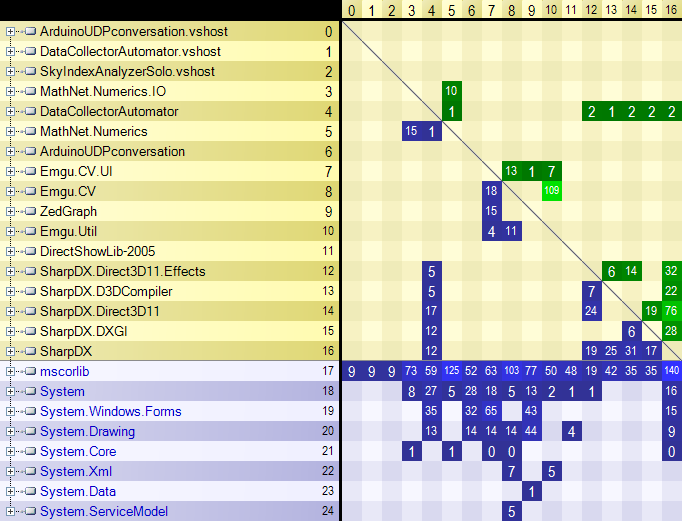 0 1 2 3 4 5 6 7 8 9 10 11 12 13 14 15 16
ArduinoUDPconversation.vshost 0
DataCollectorAutomator.vshost 1
SkyIndexAnalyzerSolo.vshost 2
MathNet.Numerics.IO 3 10
DataCollectorAutomator 4 1 2 1 2 2 2
MathNet.Numerics 5 15 1
ArduinoUDPconversation 6
Emgu.CV.UI 7 13 1 7
Emgu.CV 8 18 109
ZedGraph 9 15
Emgu.Util 10 4 11
DirectShowLib-2005 11
SharpDX.Direct3D11.Effects 12 5 6 14 32
SharpDX.D3DCompiler 13 5 7 22
SharpDX.Direct3D11 14 17 24 19 76
SharpDX.DXGI 15 12 6 28
SharpDX 16 12 19 25 31 17
mscorlib 17 9 9 9 73 59 125 52 63 103 77 50 48 19 42 35 35 140
System 18 8 27 5 28 18 5 13 2 1 1 16
System.Windows.Forms 19 35 32 65 43 15
System.Drawing 20 13 14 14 14 44 4 9
System.Core 21 1 1 0 0 0
System.Xml 22 7 5
System.Data 23 1
System.ServiceModel 24 5